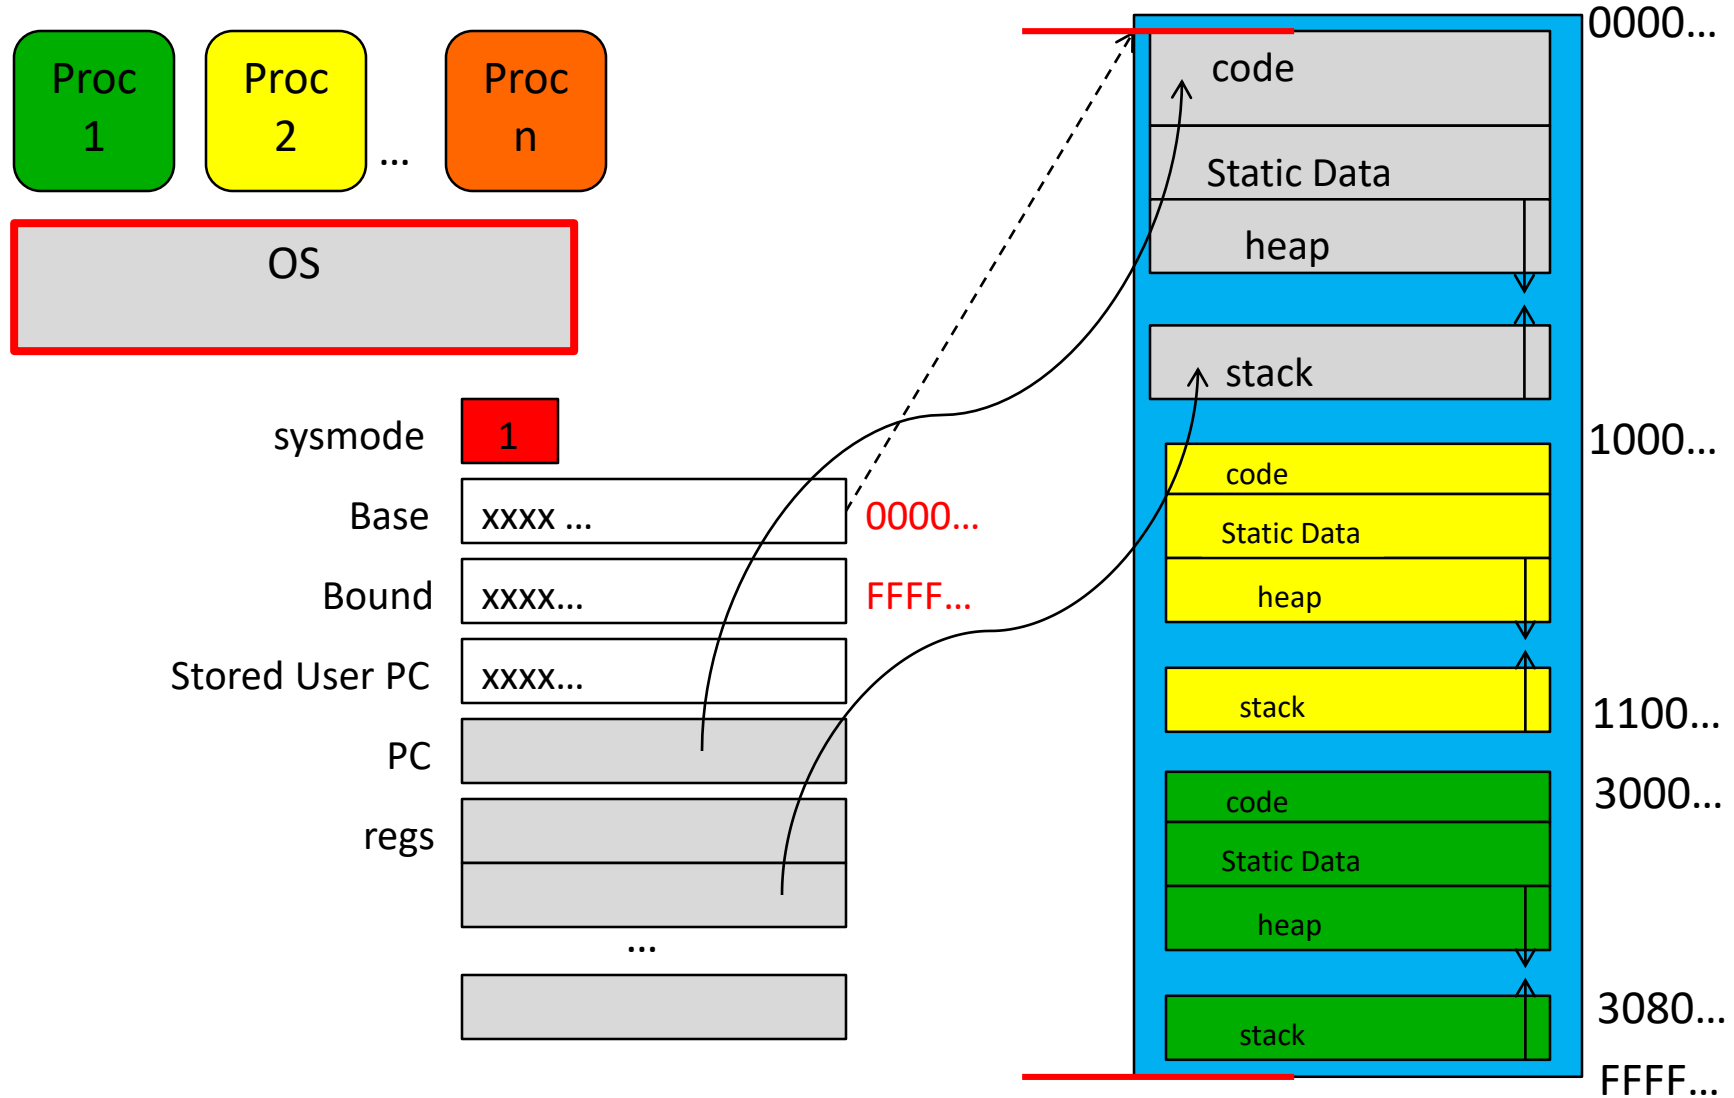 Proc
1
Proc
2
...
Proc
n
OS
sysmode
1
Base
xxxx ...
0000...
Bound
xxxx...
FFFF...
Stored User PC
xxxx...
PC
regs
...
0000...
code
Static Data
heap
stack
1000...
code
Static Data
heap
stack
1100...
3000...
code
Static Data
heap
3080...
stack
FFFF...